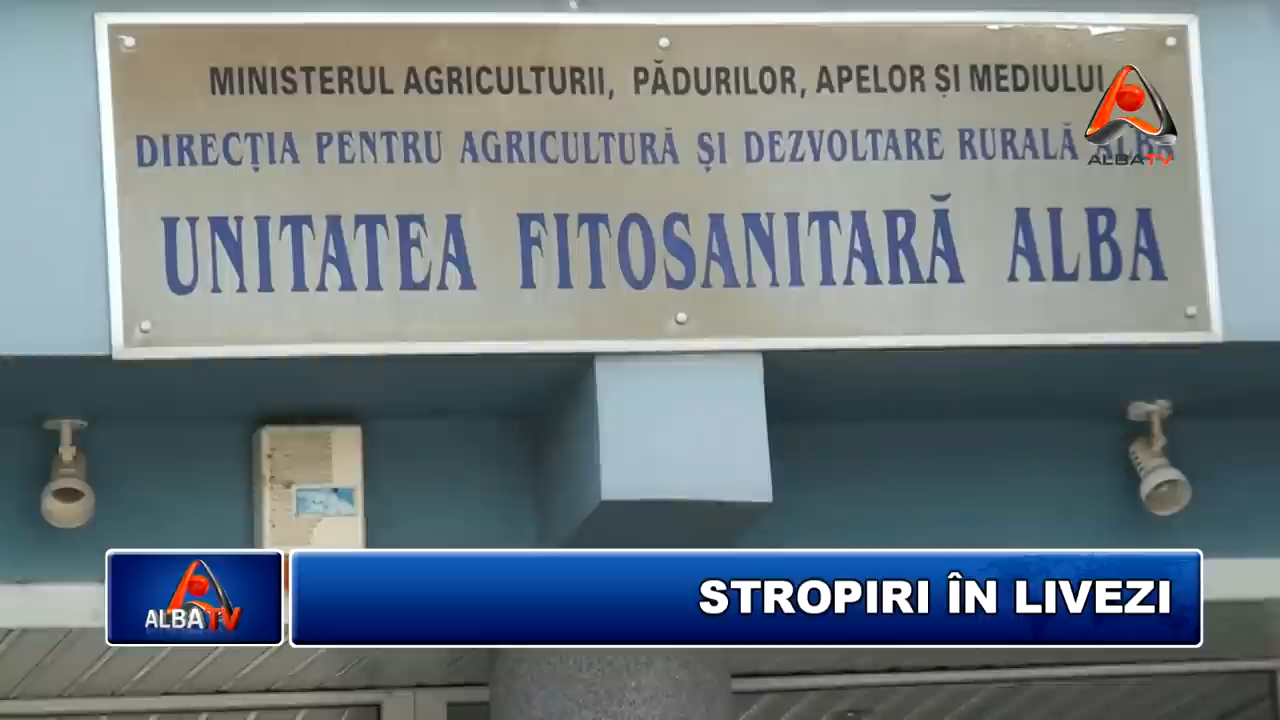 MINISTERUL AGRICULTURII, PĂDURILOR, APELOR ȘI MEDIULUI
DIRECȚIA PENTRU AGRICULTURĂ ȘI DEZVOLTARE RURALĂ ALBA
ALBATV
UNITATEA FITOSANITARĂ ALBA
ALBATV
STROPIRI ÎN LIVEZI